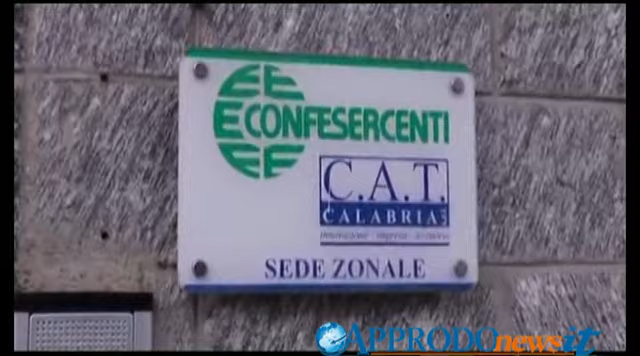 CONFESERCENTI
C.A.T.
CALABRIA
SEDE ZONALE
APPRODOnews.it